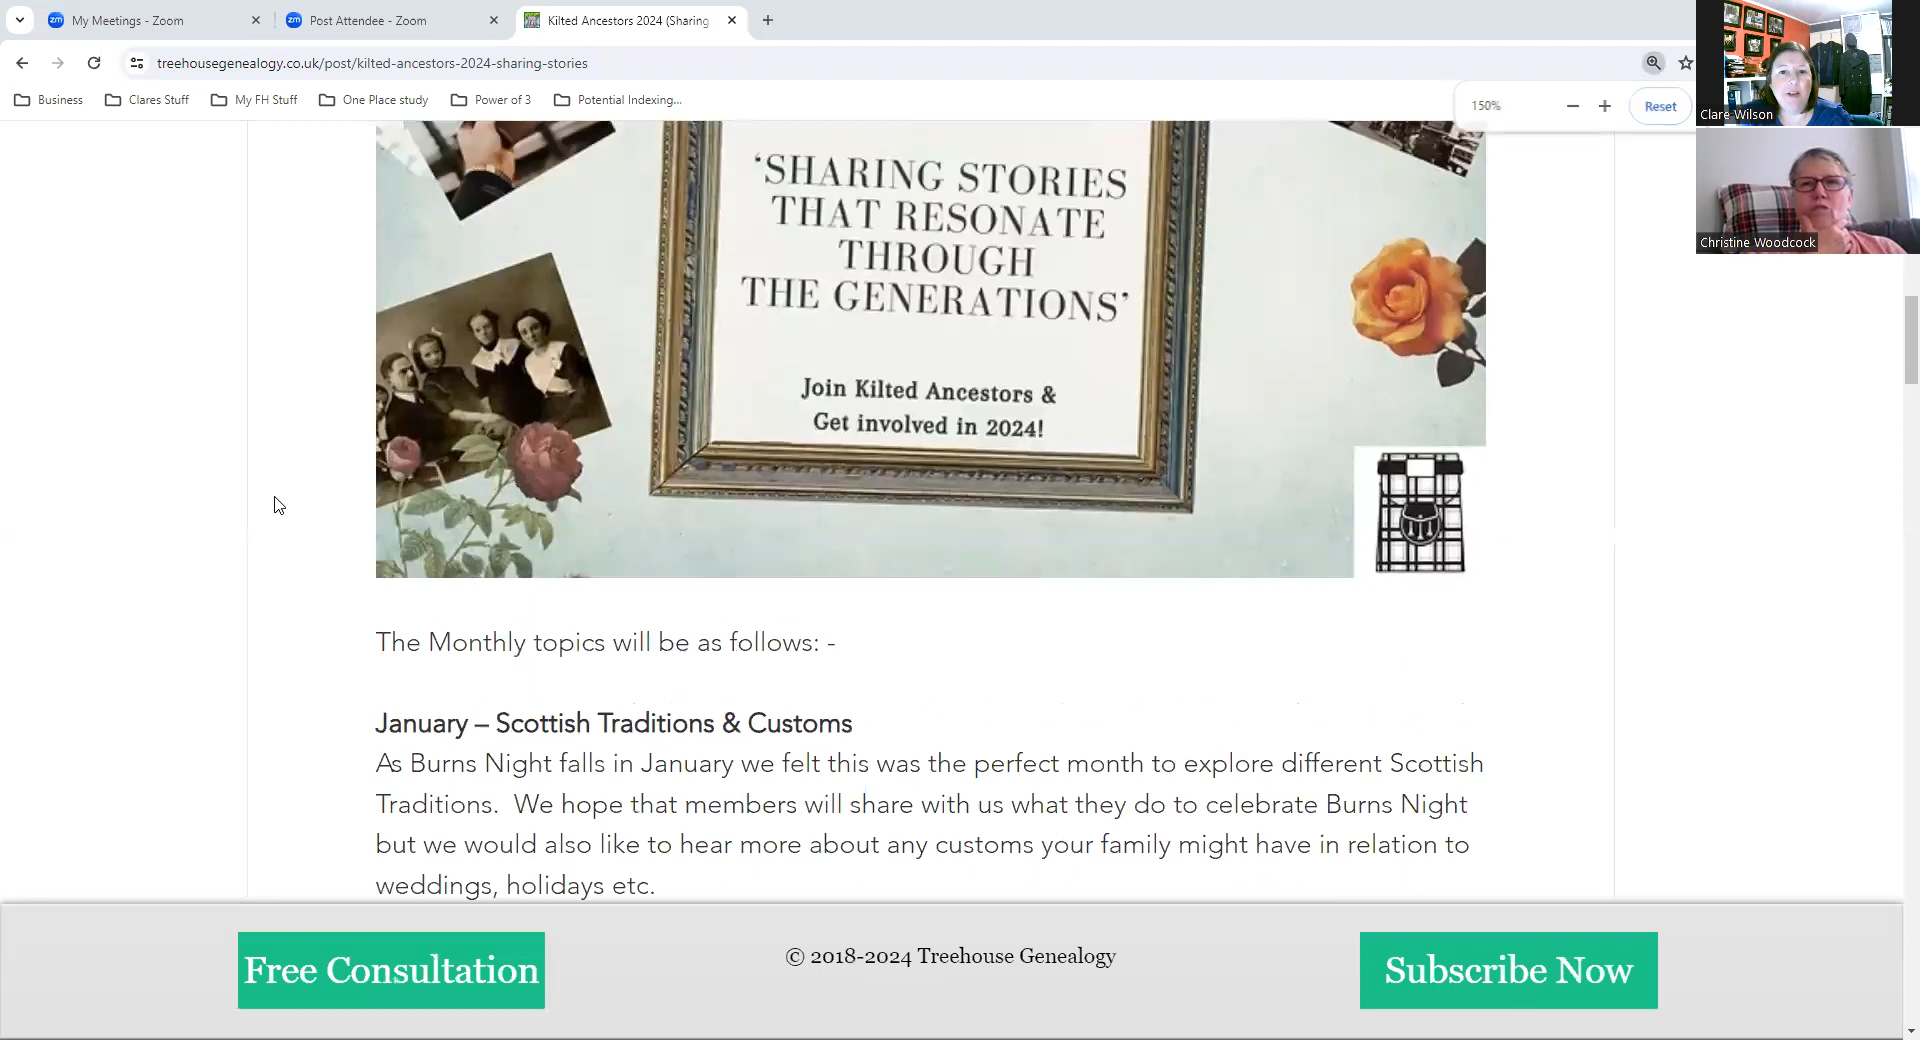 My Meetings - Zoom
Post Attendee - Zoom
Kilted Ancestors 2024 (Sharing
treehousegenealogy.co.uk/post/kilted-ancestors-2024-sharing-stories
Business
Clares Stuff
My FH Stuff
One Place study
Power of 3
Potential Indexing...
150%
Reset
Clare Wilson
Christine Woodcock
‘SHARING STORIES
THAT RESONATE
THROUGH
THE GENERATIONS’
Join Kilted Ancestors &
Get involved in 2024!
The Monthly topics will be as follows: -
January – Scottish Traditions & Customs
As Burns Night falls in January we felt this was the perfect month to explore different Scottish
Traditions.  We hope that members will share with us what they do to celebrate Burns Night
but we would also like to hear more about any customs your family might have in relation to
weddings, holidays etc.
Free Consultation
© 2018-2024 Treehouse Genealogy
Subscribe Now